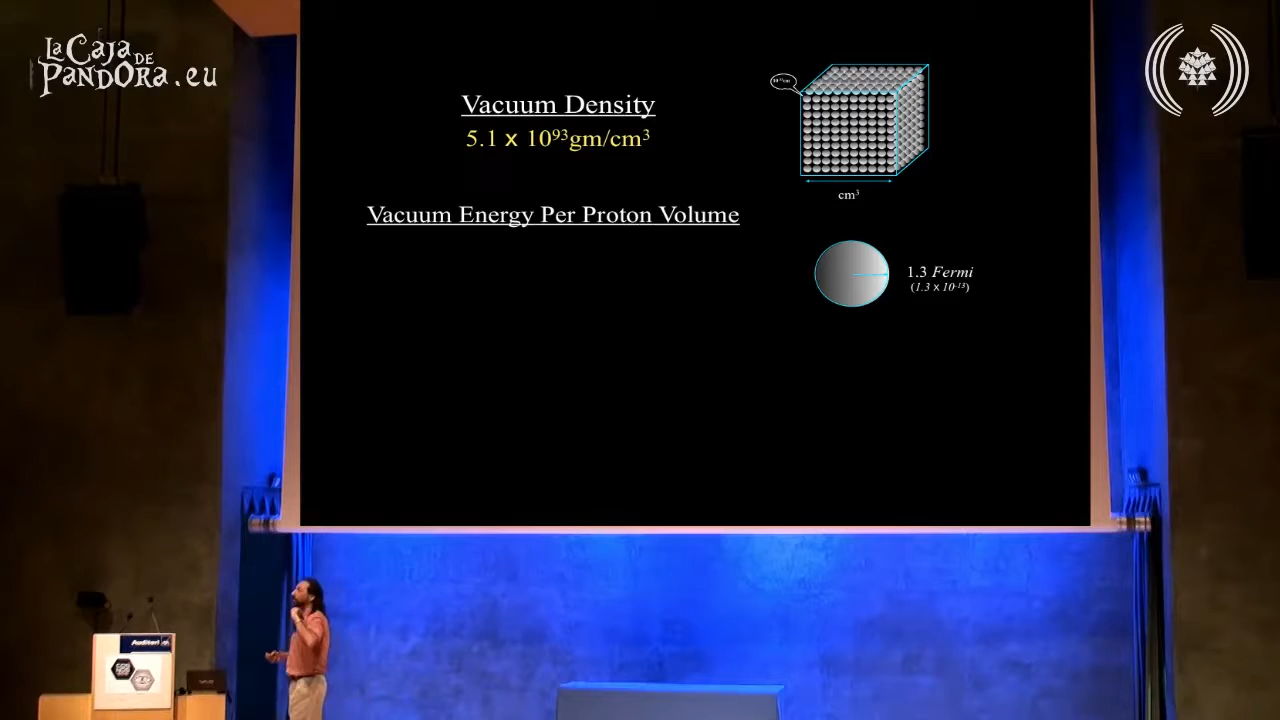 La Caja
DE
PANDORA.eu
Vacuum Density
5.1 x 10⁹³gm/cm³
cm³
Vacuum Energy Per Proton Volume
1.3 Fermi
(1.3 x 10⁻¹³)
Auditori